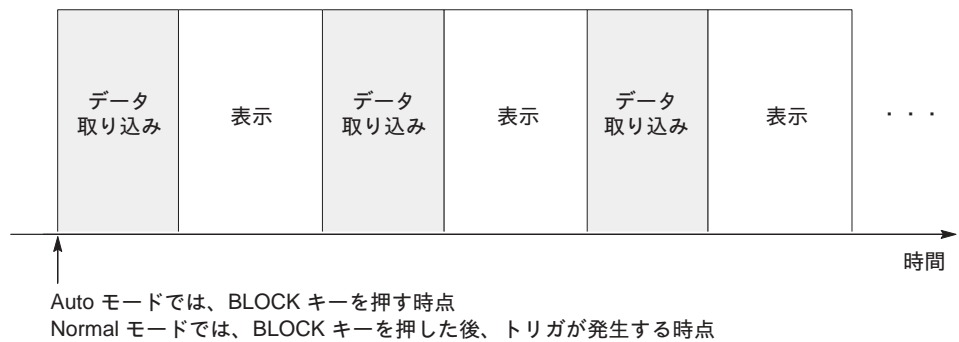 データ
取り込み
表示
データ
取り込み
表示
データ
取り込み
表示
・・・
時間
Auto モードでは、BLOCK キーを押す時点
Normal モードでは、BLOCK キーを押した後、トリガが発生する時点